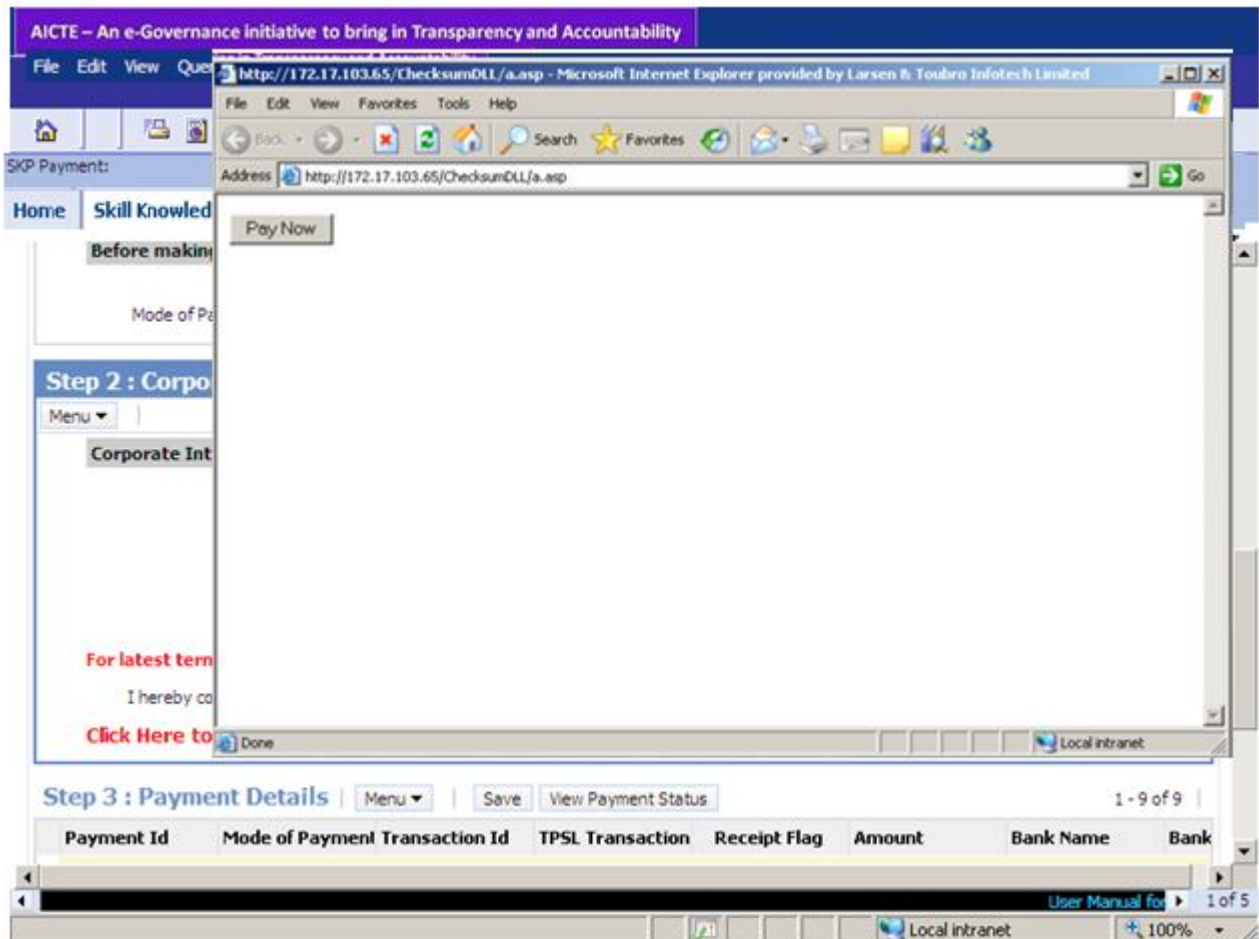 AICTE – An e-Governance initiative to bring in Transparency and Accountability
File Edit View
http://172.17.103.65/ChecksumDLL/a.asp - Microsoft Internet Explorer provided by Larsen & Toubro Infotech Limited
File Edit View Favorites Tools Help
Back Search Favorites
SKP Payment:
Address http://172.17.103.65/ChecksumDLL/a.asp Go
Home Skill Knowled
Pay Now
Before making
Mode of Pa
Step 2 : Corpo
Menu
Corporate Int
For latest term
I hereby co
Click Here to
Done Local intranet
Step 3 : Payment Details Menu Save View Payment Status 1 - 9 of 9
Payment Id Mode of Payment Transaction Id TPSL Transaction Receipt Flag Amount Bank Name Bank
User Manual for 1 of 5
Local intranet 100%